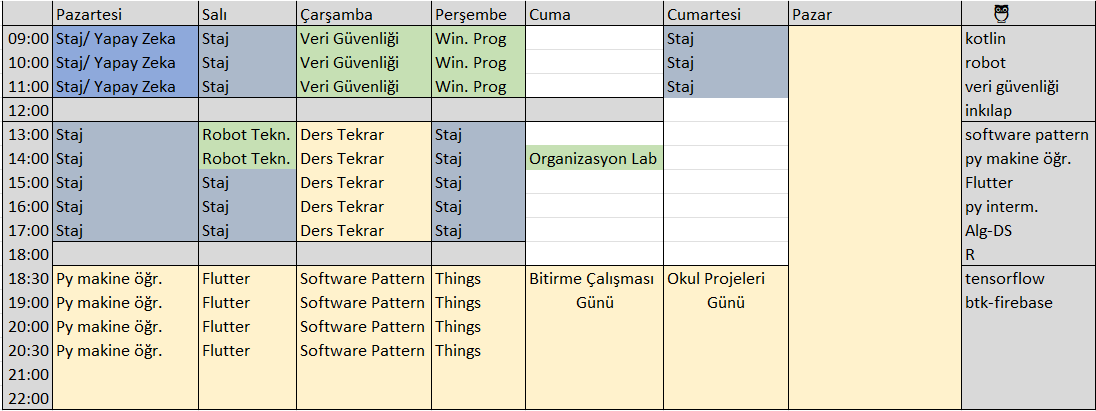 Pazartesi Salı Çarşamba Perşembe Cuma Cumartesi Pazar
09:00 Staj/ Yapay Zeka Staj Veri Güvenliği Win. Prog Staj kotlin
10:00 Staj/ Yapay Zeka Staj Veri Güvenliği Win. Prog Staj robot
11:00 Staj/ Yapay Zeka Staj Veri Güvenliği Win. Prog Staj veri güvenliği
12:00 inkılap
13:00 Staj Robot Tekn. Ders Tekrar Staj software pattern
14:00 Staj Robot Tekn. Ders Tekrar Staj Organizasyon Lab py makine öğr.
15:00 Staj Staj Ders Tekrar Staj Flutter
16:00 Staj Staj Ders Tekrar Staj py interm.
17:00 Staj Staj Ders Tekrar Staj Alg-DS
18:00 R
18:30 Py makine öğr. Flutter Software Pattern Things Bitirme Çalışması Okul Projeleri tensorflow
19:00 Py makine öğr. Flutter Software Pattern Things Günü Günü btk-firebase
20:00 Py makine öğr. Flutter Software Pattern Things
20:30 Py makine öğr. Flutter Software Pattern Things
21:00
22:00